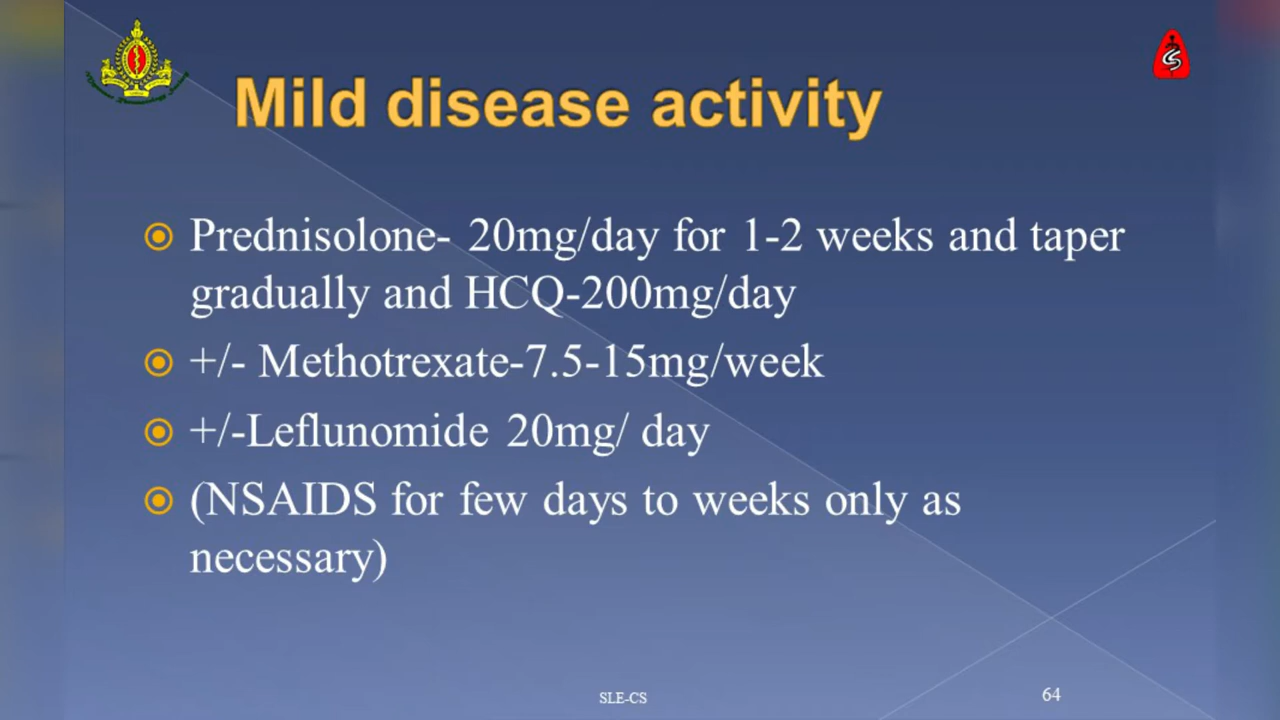 Mild disease activity
Prednisolone- 20mg/day for 1-2 weeks and taper
gradually and HCQ-200mg/day
+/- Methotrexate-7.5-15mg/week
+/-Leflunomide 20mg/ day
(NSAIDS for few days to weeks only as
necessary)
SLE-CS
64